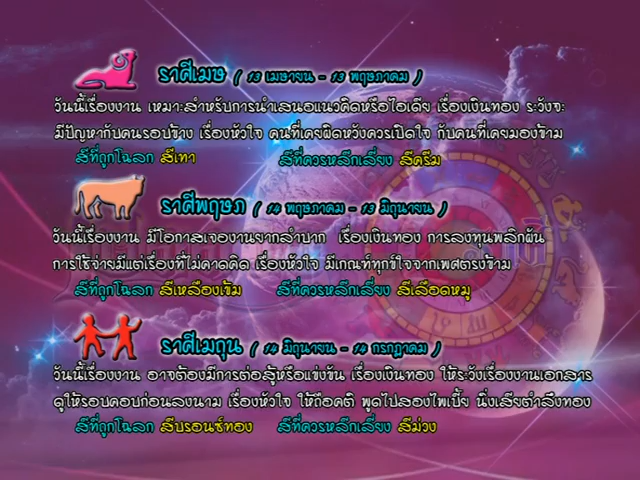 ราศีเมษ ( 13 เมษายน - 13 พฤษภาคม )
วันนี้เรื่องงาน เหมาะสำหรับการนำเสนอแนวคิดหรือไอเดีย เรื่องเงินทอง ระวังจะ
มีปัญหากับคนรอบข้าง เรื่องหัวใจ คนที่เคยผิดหวังควรเปิดใจ กับคนที่เคยมองข้าม
สีที่ถูกโฉลก สีเทา สีที่ควรหลีกเลี่ยง สีครีม
ราศีพฤษภ ( 14 พฤษภาคม - 13 มิถุนายน )
วันนี้เรื่องงาน มีโอกาสเจองานยากลำบาก เรื่องเงินทอง การลงทุนพลิกผัน
การใช้จ่ายมีแต่เรื่องที่ไม่คาดคิด เรื่องหัวใจ มีเกณฑ์ทุกข์ใจจากเพศตรงข้าม
สีที่ถูกโฉลก สีเหลืองเข้ม สีที่ควรหลีกเลี่ยง สีเลือดหมู
ราศีเมถุน ( 14 มิถุนายน - 14 กรกฎาคม )
วันนี้เรื่องงาน อาจต้องมีการต่อสู้หรือแข่งขัน เรื่องเงินทอง ให้ระวังเรื่องงานเอกสาร
ดูให้รอบคอบก่อนลงนาม เรื่องหัวใจ ให้ถือคติ พูดไปสองไพเบี้ย นิ่งเสียตำลึงทอง
สีที่ถูกโฉลก สีบรอนซ์ทอง สีที่ควรหลีกเลี่ยง สีม่วง